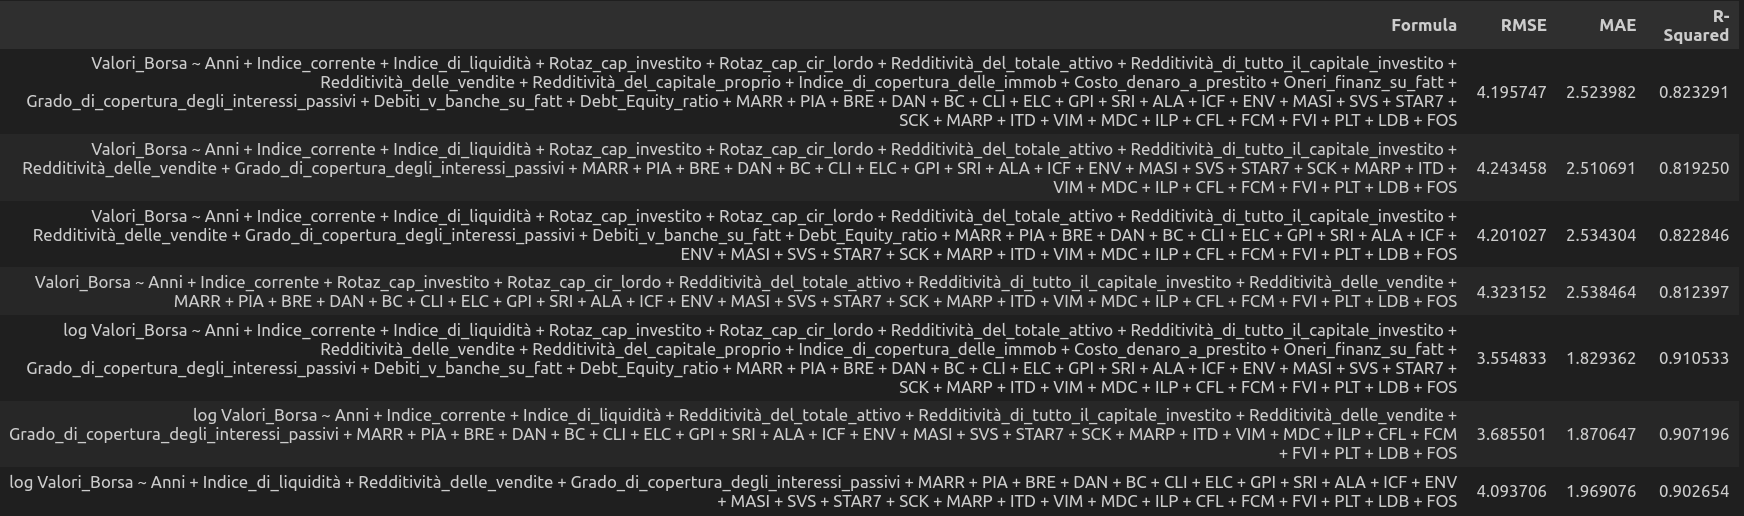 Formula RMSE MAE R-
Squared
Valori_Borsa ~ Anni + Indice_corrente + Indice_di_liquidità + Rotaz_cap_investito + Rotaz_cap_cir_lordo + Redditività_del_totale_attivo + Redditività_di_tutto_il_capitale_investito +
Redditività_delle_vendite + Redditività_del_capitale_proprio + Indice_di_copertura_delle_immob + Costo_denaro_a_prestito + Oneri_finanz_su_fatt +
Grado_di_copertura_degli_interessi_passivi + Debiti_v_banche_su_fatt + Debt_Equity_ratio + MARR + PIA + BRE + DAN + BC + CLI + ELC + GPI + SRI + ALA + ICF + ENV + MASI + SVS + STAR7 +
SCK + MARP + ITD + VIM + MDC + ILP + CFL + FCM + FVI + PLT + LDB + FOS
4.195747 2.523982 0.823291
Valori_Borsa ~ Anni + Indice_corrente + Indice_di_liquidità + Rotaz_cap_investito + Rotaz_cap_cir_lordo + Redditività_del_totale_attivo + Redditività_di_tutto_il_capitale_investito +
Redditività_delle_vendite + Grado_di_copertura_degli_interessi_passivi + MARR + PIA + BRE + DAN + BC + CLI + ELC + GPI + SRI + ALA + ICF + ENV + MASI + SVS + STAR7 + SCK + MARP + ITD +
VIM + MDC + ILP + CFL + FCM + FVI + PLT + LDB + FOS
4.243458 2.510691 0.819250
Valori_Borsa ~ Anni + Indice_corrente + Indice_di_liquidità + Rotaz_cap_investito + Rotaz_cap_cir_lordo + Redditività_del_totale_attivo + Redditività_di_tutto_il_capitale_investito +
Redditività_delle_vendite + Grado_di_copertura_degli_interessi_passivi + Debiti_v_banche_su_fatt + Debt_Equity_ratio + MARR + PIA + BRE + DAN + BC + CLI + ELC + GPI + SRI + ALA + ICF +
ENV + MASI + SVS + STAR7 + SCK + MARP + ITD + VIM + MDC + ILP + CFL + FCM + FVI + PLT + LDB + FOS
4.201027 2.534304 0.822846
Valori_Borsa ~ Anni + Indice_corrente + Rotaz_cap_investito + Rotaz_cap_cir_lordo + Redditività_del_totale_attivo + Redditività_di_tutto_il_capitale_investito + Redditività_delle_vendite +
MARR + PIA + BRE + DAN + BC + CLI + ELC + GPI + SRI + ALA + ICF + ENV + MASI + SVS + STAR7 + SCK + MARP + ITD + VIM + MDC + ILP + CFL + FCM + FVI + PLT + LDB + FOS
4.323152 2.538464 0.812397
log Valori_Borsa ~ Anni + Indice_corrente + Indice_di_liquidità + Rotaz_cap_investito + Rotaz_cap_cir_lordo + Redditività_del_totale_attivo + Redditività_di_tutto_il_capitale_investito +
Redditività_delle_vendite + Redditività_del_capitale_proprio + Indice_di_copertura_delle_immob + Costo_denaro_a_prestito + Oneri_finanz_su_fatt +
Grado_di_copertura_degli_interessi_passivi + Debiti_v_banche_su_fatt + Debt_Equity_ratio + MARR + PIA + BRE + DAN + BC + CLI + ELC + GPI + SRI + ALA + ICF + ENV + MASI + SVS + STAR7 +
SCK + MARP + ITD + VIM + MDC + ILP + CFL + FCM + FVI + PLT + LDB + FOS
3.554833 1.829362 0.910533
log Valori_Borsa ~ Anni + Indice_corrente + Indice_di_liquidità + Redditività_del_totale_attivo + Redditività_di_tutto_il_capitale_investito + Redditività_delle_vendite +
Grado_di_copertura_degli_interessi_passivi + MARR + PIA + BRE + DAN + BC + CLI + ELC + GPI + SRI + ALA + ICF + ENV + MASI + SVS + STAR7 + SCK + MARP + ITD + VIM + MDC + ILP + CFL + FCM
+ FVI + PLT + LDB + FOS
3.685501 1.870647 0.907196
log Valori_Borsa ~ Anni + Indice_di_liquidità + Redditività_delle_vendite + Grado_di_copertura_degli_interessi_passivi + MARR + PIA + BRE + DAN + BC + CLI + ELC + GPI + SRI + ALA + ICF + ENV
+ MASI + SVS + STAR7 + SCK + MARP + ITD + VIM + MDC + ILP + CFL + FCM + FVI + PLT + LDB + FOS
4.093706 1.969076 0.902654